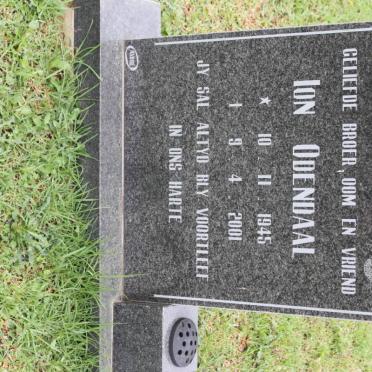 GELIEFDE BROER, OOM EN VRIEND
ION ODENDAAL
★ 10 . 11 . 1945
† 9 . 4 . 2001
JY SAL ALTYD BLY VOORTLEEF
IN ONS HARTE